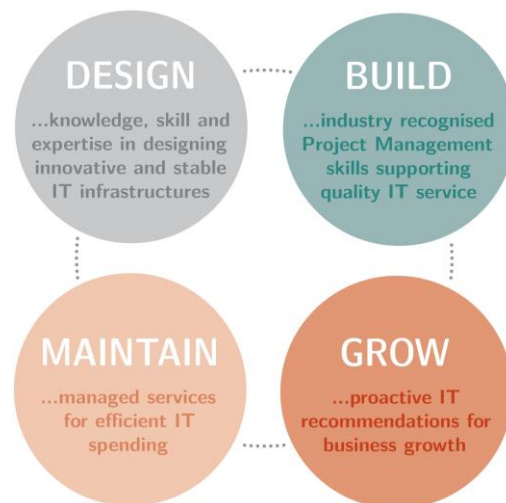 DESIGN
...knowledge, skill and
expertise in designing
innovative and stable
IT infrastructures
BUILD
...industry recognised
Project Management
skills supporting
quality IT service
MAINTAIN
...managed services
for efficient IT
spending
GROW
...proactive IT
recommendations for
business growth